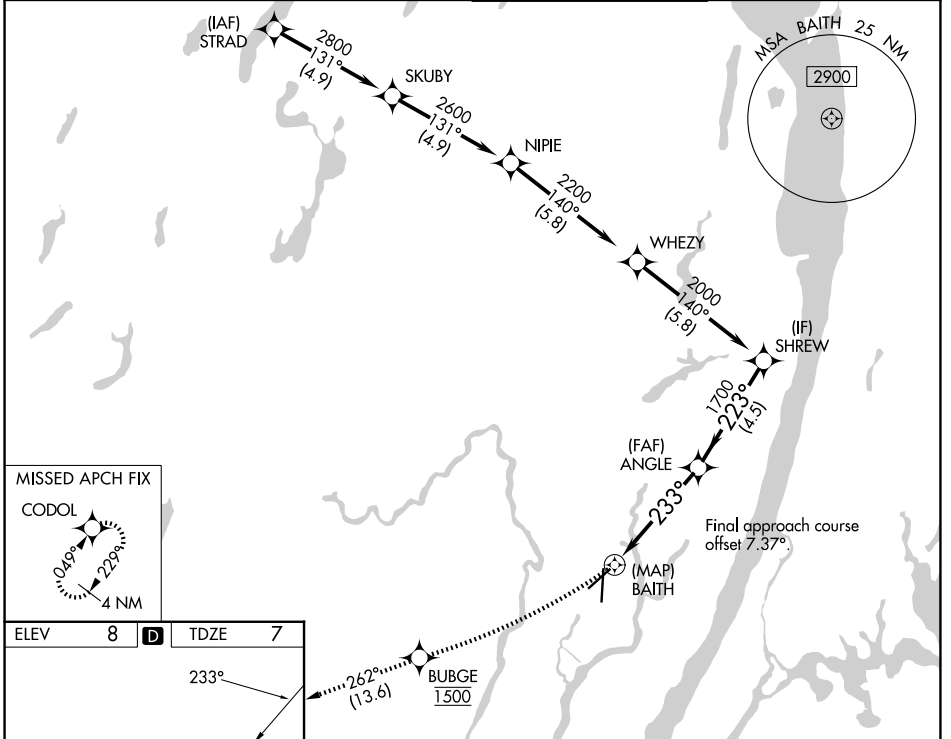 (IAF)
STRAD
2800
131°
(4.9)
SKUBY
2600
131°
(4.9)
NIPIE
2200
140°
(5.8)
WHEZY
2000
140°
(5.8)
(IF)
SHREW
1700
223°
(4.5)
(FAF)
ANGLE
233°
Final approach course
offset 7.37°.
(MAP)
BAITH
BUBGE
1500
262°
(13.6)
MSA BAITH 25 NM
2900
MISSED APCH FIX
CODOL
049°
229°
4 NM
ELEV 8 D TDZE 7
233°